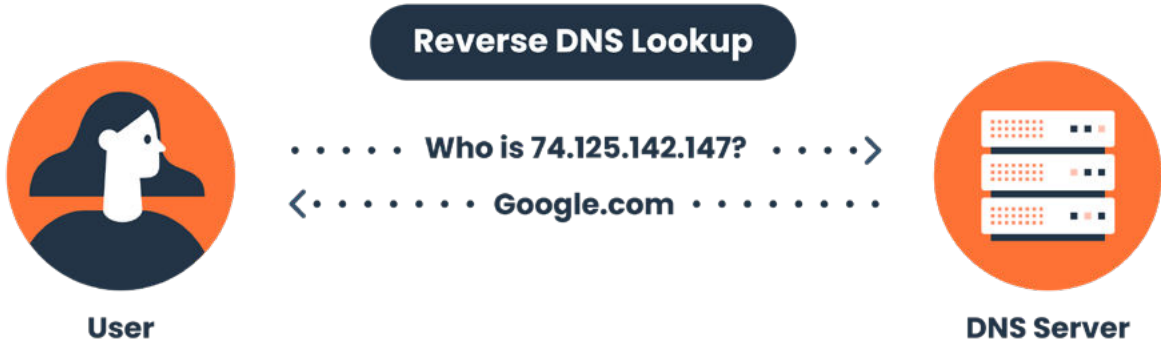 Reverse DNS Lookup
Who is 74.125.142.147?
Google.com
User
DNS Server